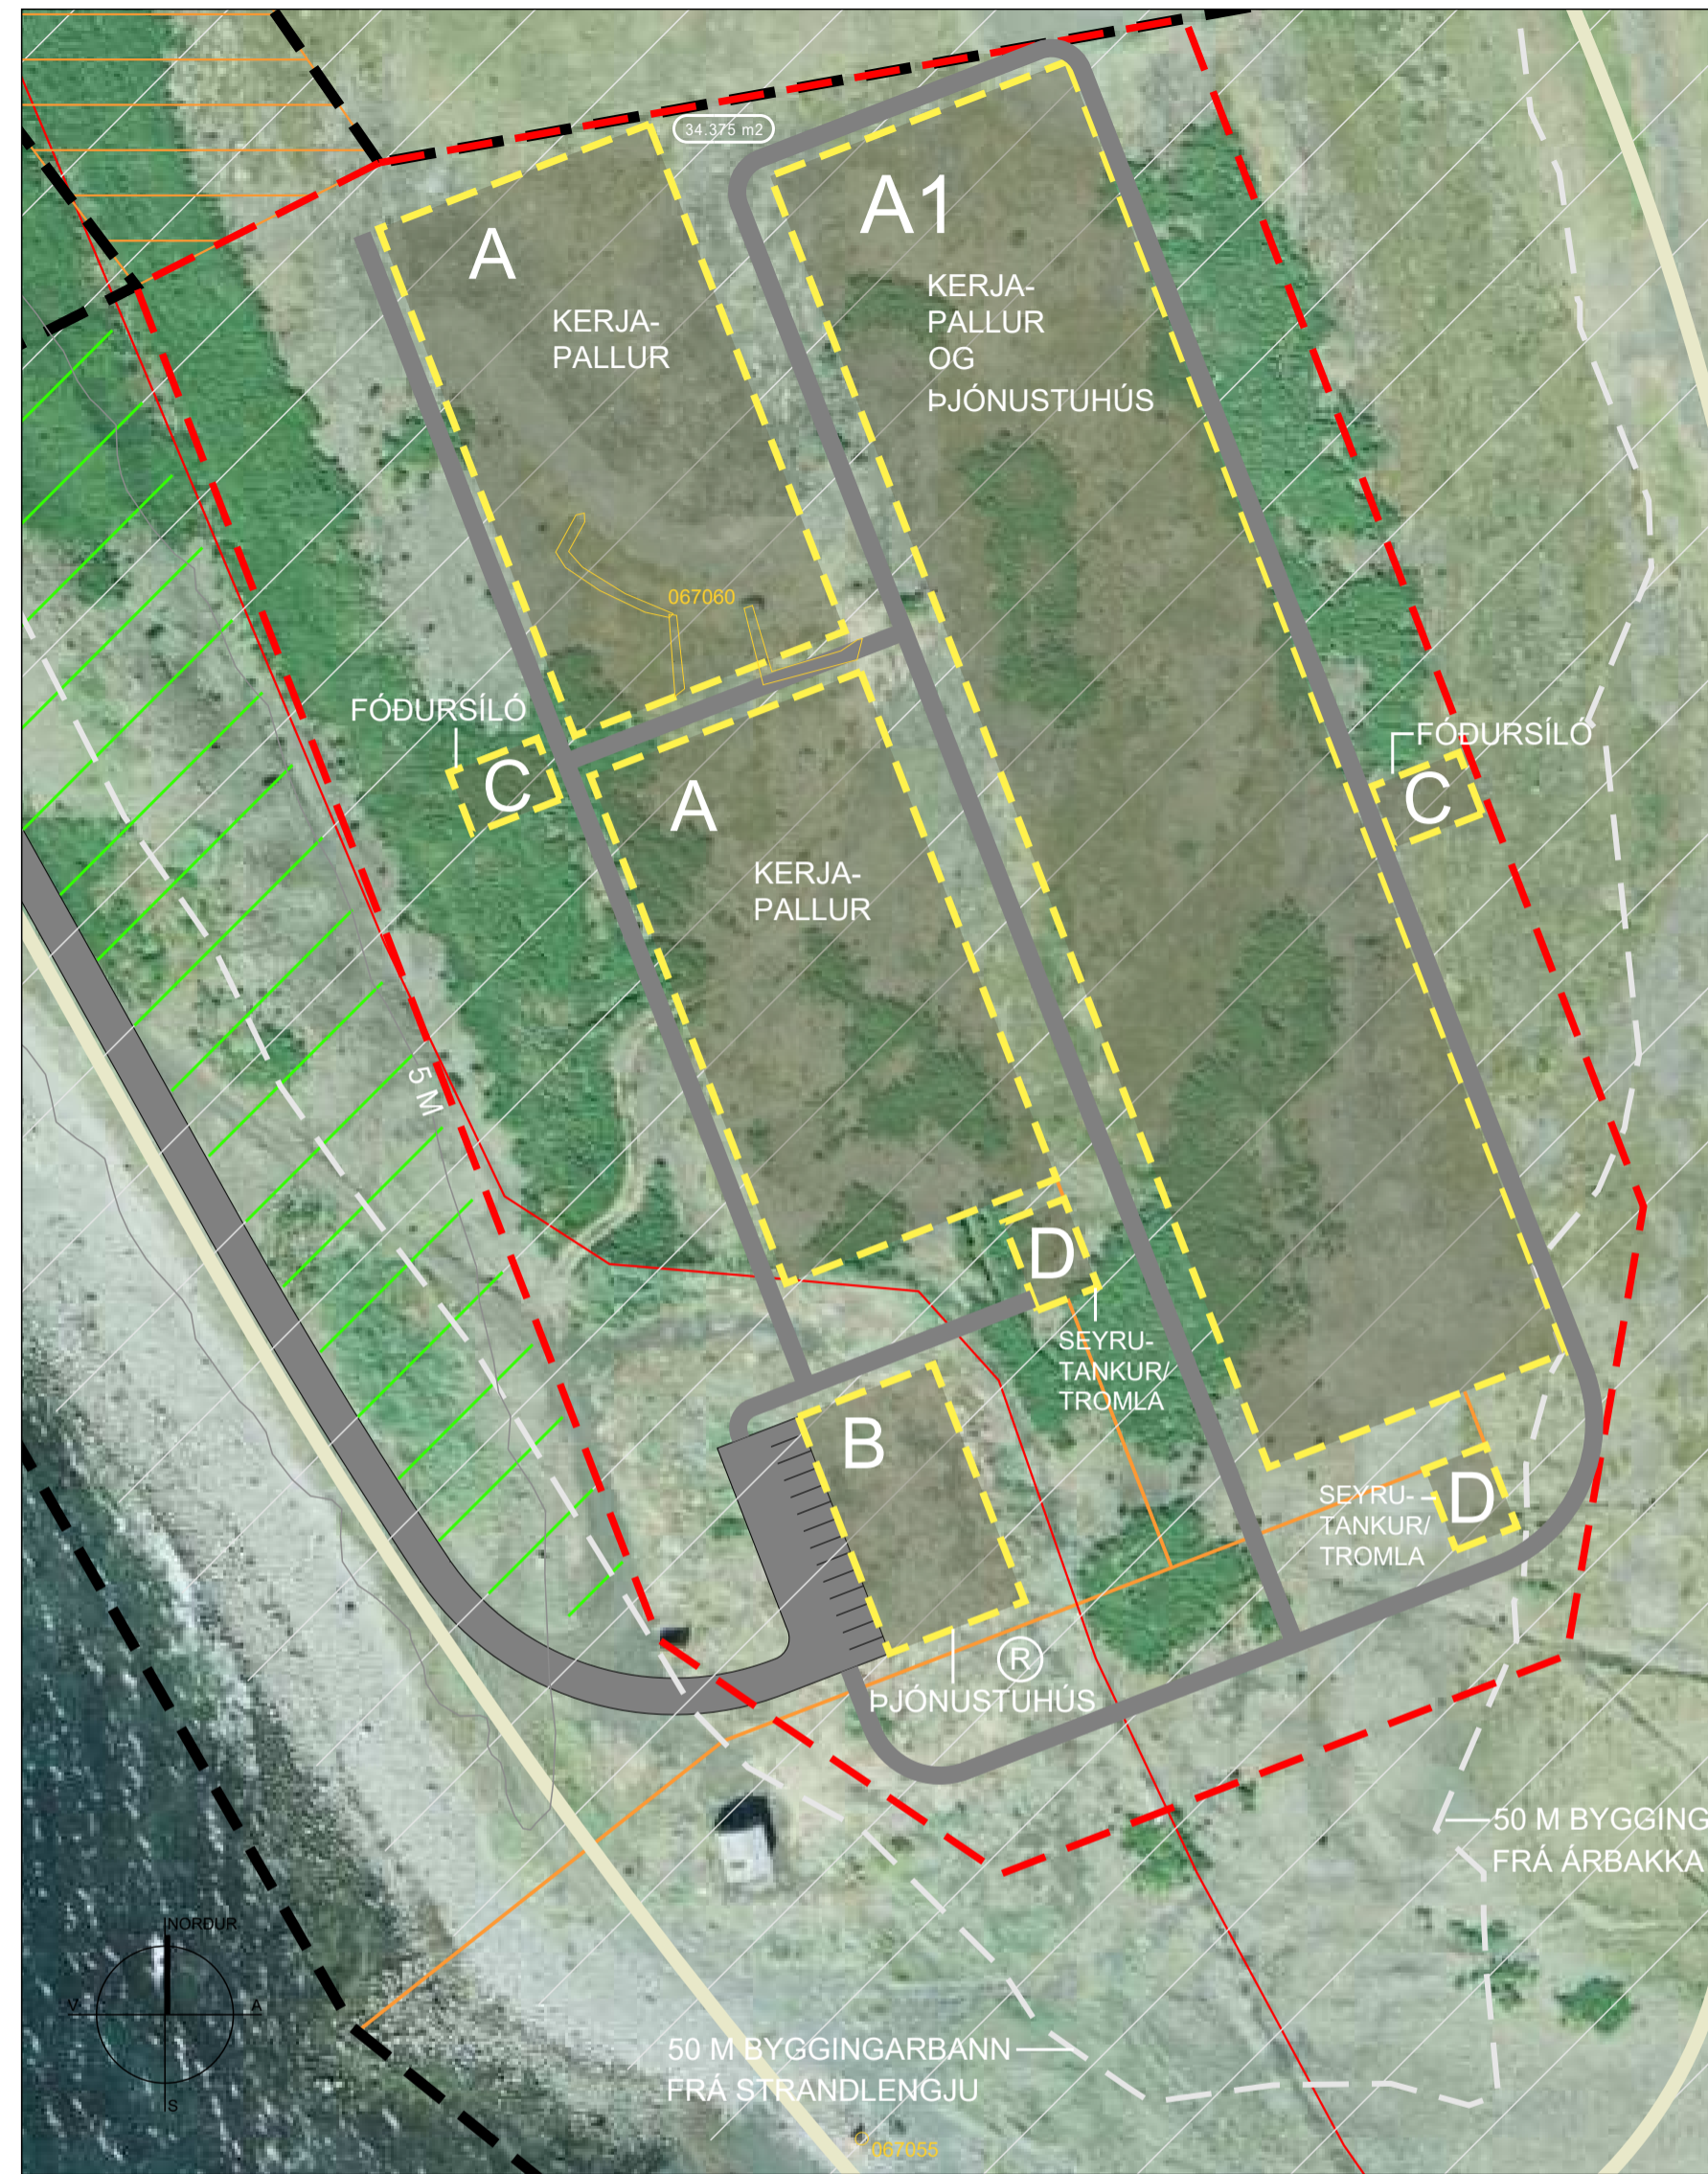 34.375 m2
A
KERJA-
PALLUR
A1
KERJA-
PALLUR
OG
ÞJÓNUSTUHÚS
067060
FÓÐURSÍLÓ
C
FÓÐURSÍLÓ
C
A
KERJA-
PALLUR
5 M
D
SEYRU-
TANKUR/
TROMLA
B
SEYRU-
TANKUR/
TROMLA
D
R
ÞJÓNUSTUHÚS
50 M BYGGING
FRÁ ÁRBAKKA
NORÐUR
V
A
S
50 M BYGGINGARBANN
FRÁ STRANDLENGJU
067055